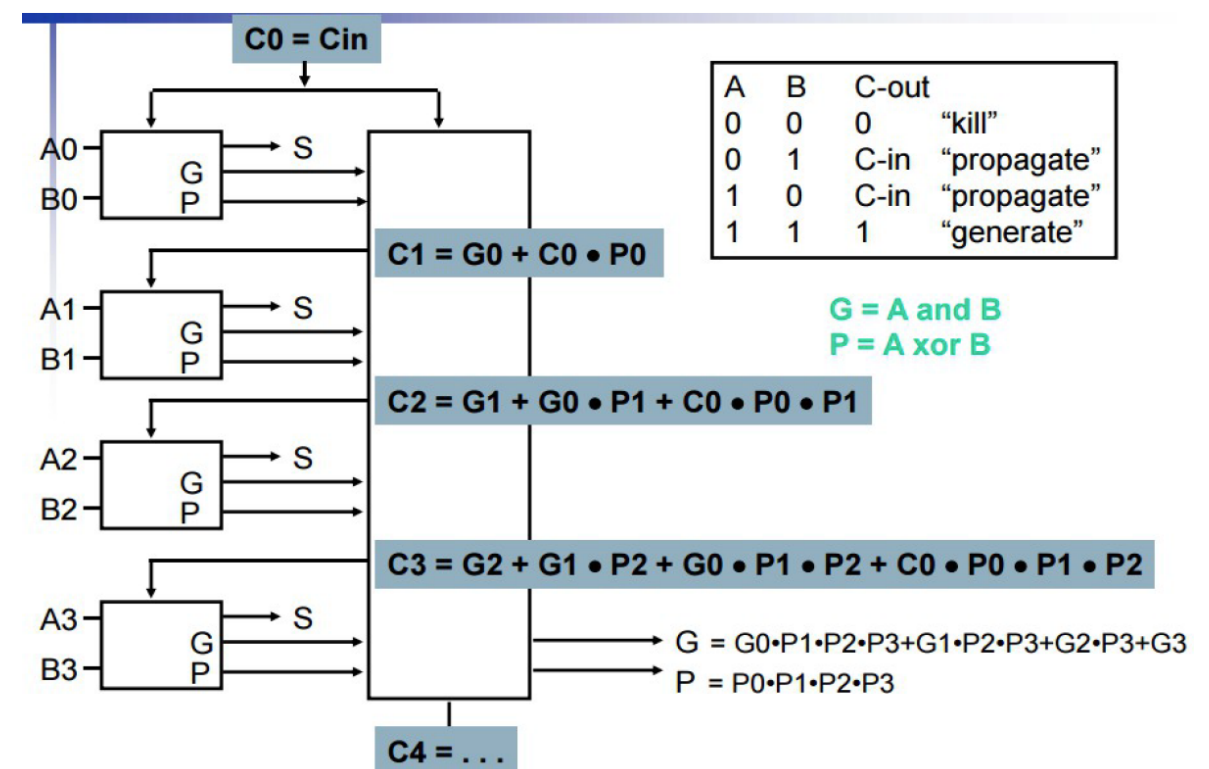 C0 = Cin
A B C-out
0 0 0 “kill”
0 1 C-in “propagate”
1 0 C-in “propagate”
1 1 1 “generate”
G = A and B
P = A xor B
A0
B0
G
P
S
C1 = G0 + C0 • P0
A1
B1
G
P
S
C2 = G1 + G0 • P1 + C0 • P0 • P1
A2
B2
G
P
S
C3 = G2 + G1 • P2 + G0 • P1 • P2 + C0 • P0 • P1 • P2
A3
B3
G
P
S
G = G0•P1•P2•P3+G1•P2•P3+G2•P3+G3
P = P0•P1•P2•P3
C4 = . . .